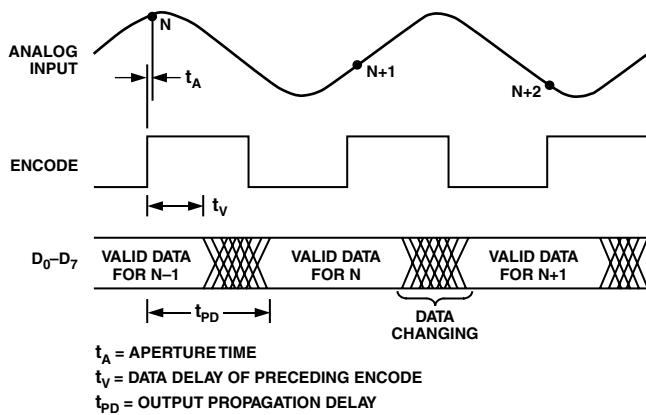 ANALOG
INPUT
N
t_A
N+1
N+2
ENCODE
t_V
D_0–D_7
VALID DATA
FOR N–1
VALID DATA
FOR N
VALID DATA
FOR N+1
t_PD
DATA
CHANGING
t_A = APERTURE TIME
t_V = DATA DELAY OF PRECEDING ENCODE
t_PD = OUTPUT PROPAGATION DELAY